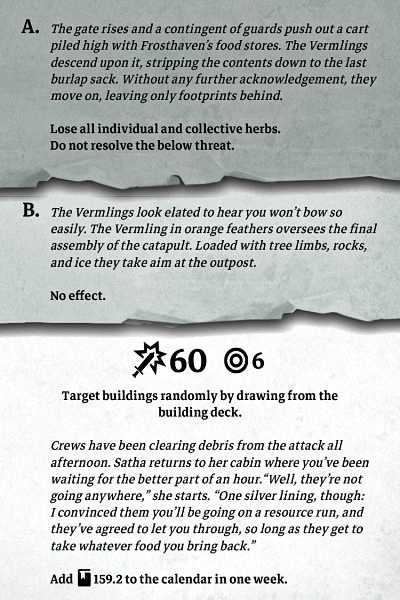 A. The gate rises and a contingent of guards push out a cart
piled high with Frosthaven's food stores. The Vermlings
descend upon it, stripping the contents down to the last
burlap sack. Without any further acknowledgement, they
move on, leaving only footprints behind.
Lose all individual and collective herbs.
Do not resolve the below threat.
B. The Vermlings look elated to hear you won't bow so
easily. The Vermling in orange feathers oversees the final
assembly of the catapult. Loaded with tree limbs, rocks,
and ice they take aim at the outpost.
No effect.
60 6
Target buildings randomly by drawing from the
building deck.
Crews have been clearing debris from the attack all
afternoon. Satha returns to her cabin where you've been
waiting for the better part of an hour.“Well, they're not
going anywhere,” she starts. “One silver lining, though:
I convinced them you'll be going on a resource run, and
they've agreed to let you through, so long as they get to
take whatever food you bring back.”
Add 159.2 to the calendar in one week.